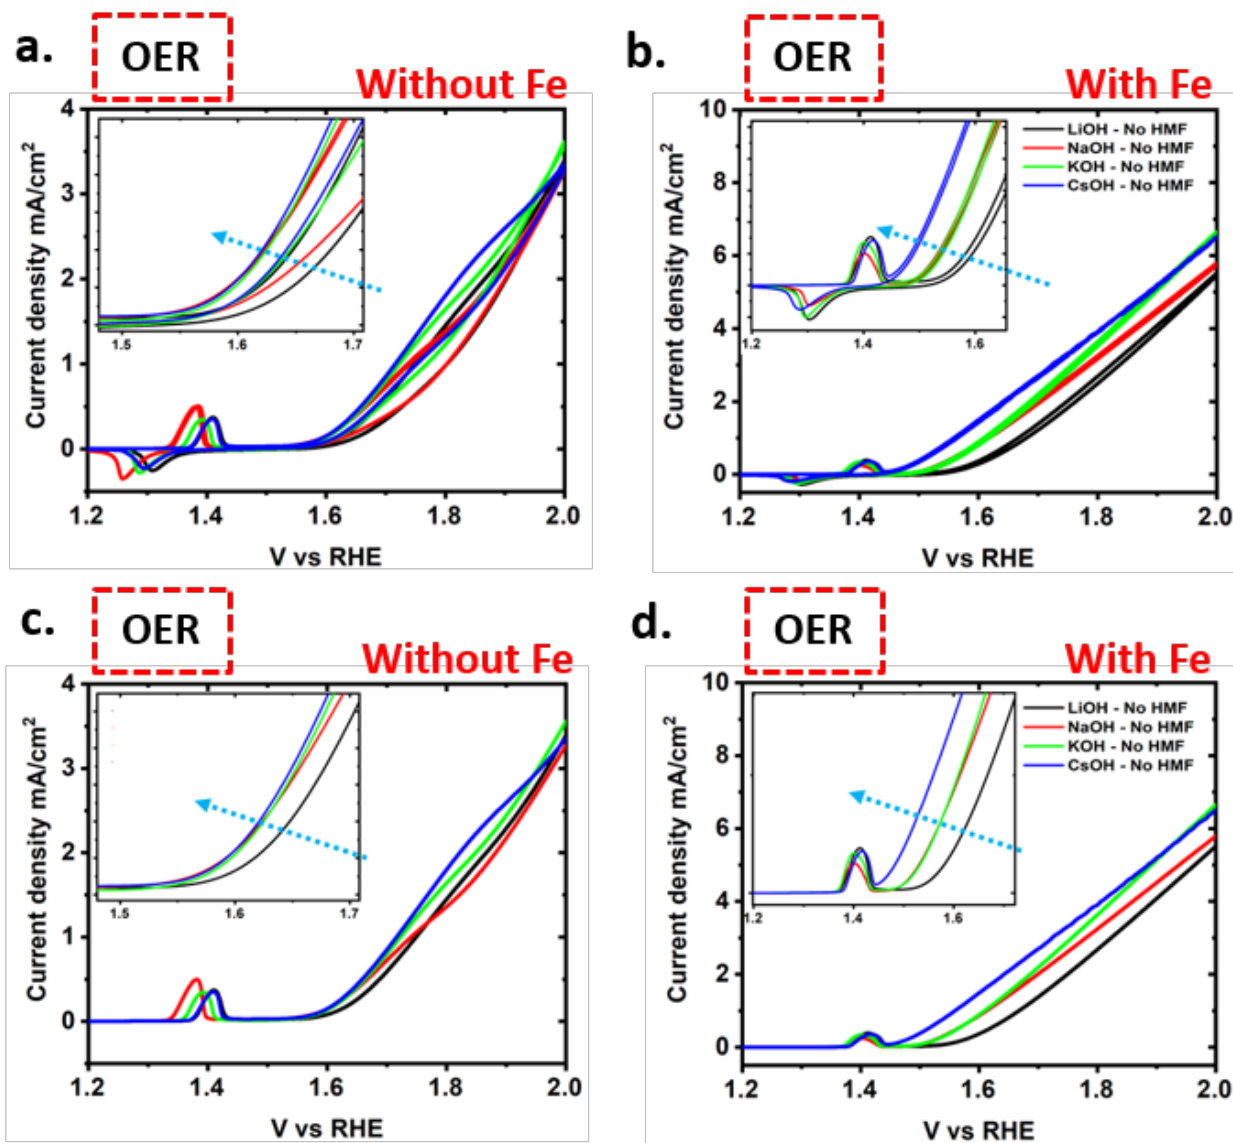 a.
OER
Without Fe
4
3
2
1
0
1.2 1.4 1.6 1.8 2.0
Current density mA/cm²
V vs RHE
1.5 1.6 1.7
b.
OER
With Fe
10
8
6
4
2
0
1.2 1.4 1.6 1.8 2.0
Current density mA/cm²
V vs RHE
1.2 1.4 1.6
LiOH - No HMF
NaOH - No HMF
KOH - No HMF
CsOH - No HMF
c.
OER
Without Fe
4
3
2
1
0
1.2 1.4 1.6 1.8 2.0
Current density mA/cm²
V vs RHE
1.5 1.6 1.7
d.
OER
With Fe
10
8
6
4
2
0
1.2 1.4 1.6 1.8 2.0
Current density mA/cm²
V vs RHE
1.2 1.4 1.6
LiOH - No HMF
NaOH - No HMF
KOH - No HMF
CsOH - No HMF